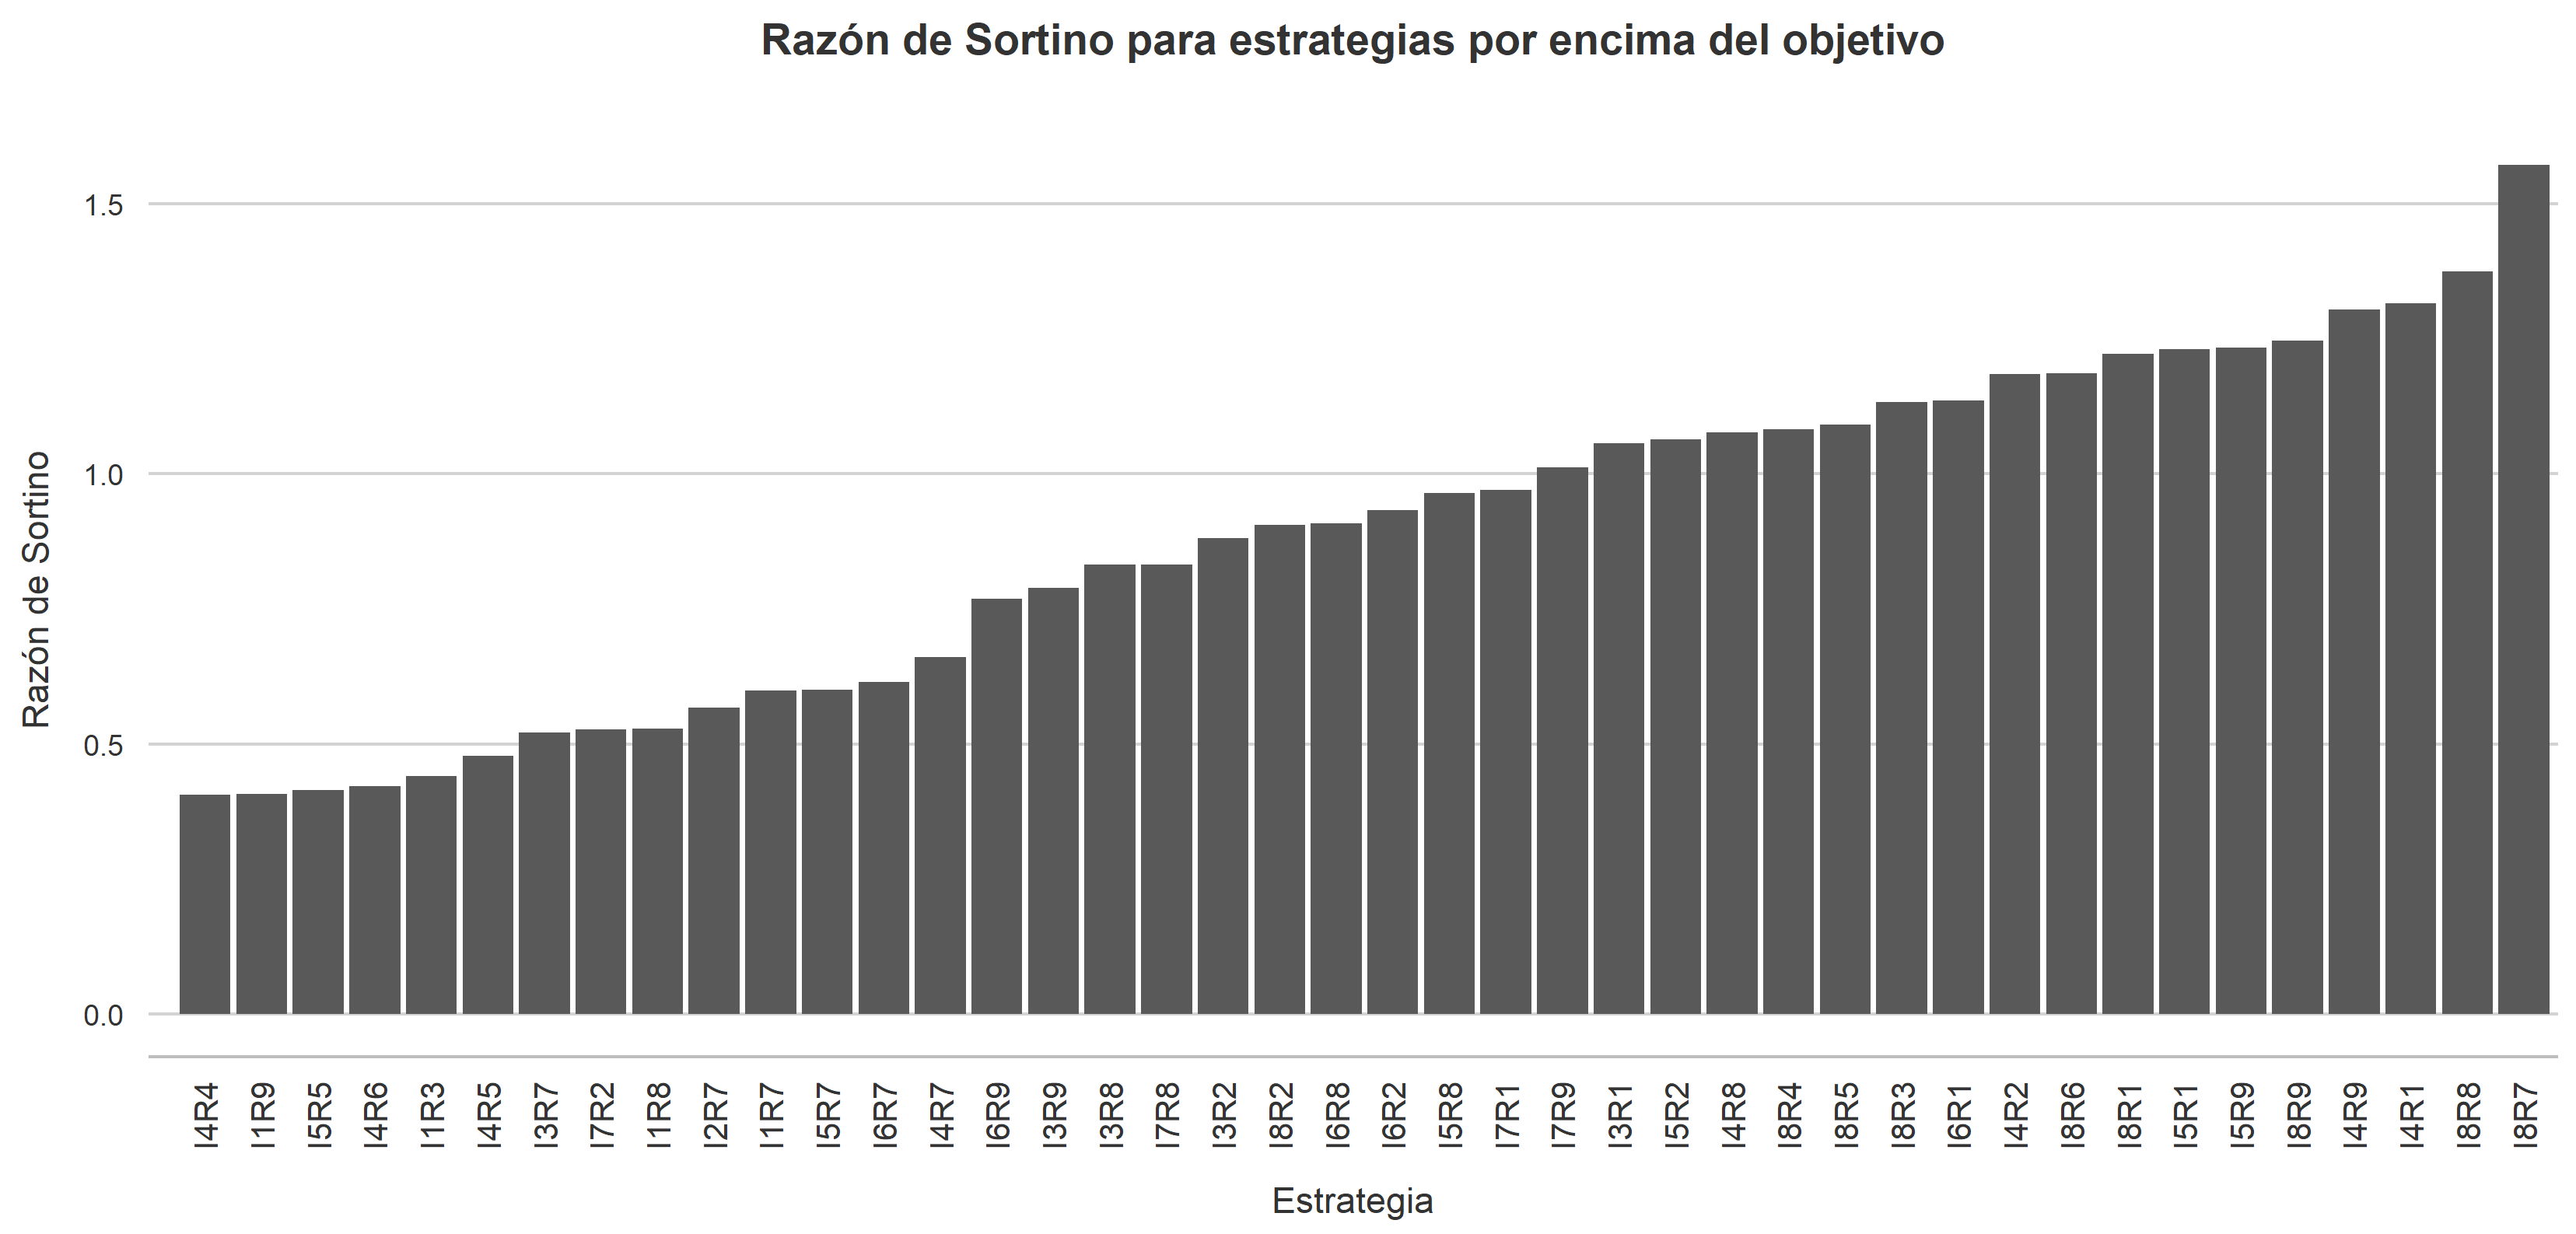 Razón de Sortino para estrategias por encima del objetivo
Razón de Sortino
1.5
1.0
0.5
0.0
I4R4
I1R9
I5R5
I4R6
I1R3
I4R5
I3R7
I7R2
I1R8
I2R7
I1R7
I5R7
I6R7
I4R7
I6R9
I3R9
I3R8
I7R8
I3R2
I8R2
I6R8
I6R2
I5R8
I7R1
I7R9
I3R1
I5R2
I4R8
I8R4
I8R5
I8R3
I6R1
I4R2
I8R6
I8R1
I5R1
I5R9
I8R9
I4R9
I4R1
I8R8
I8R7
Estrategia